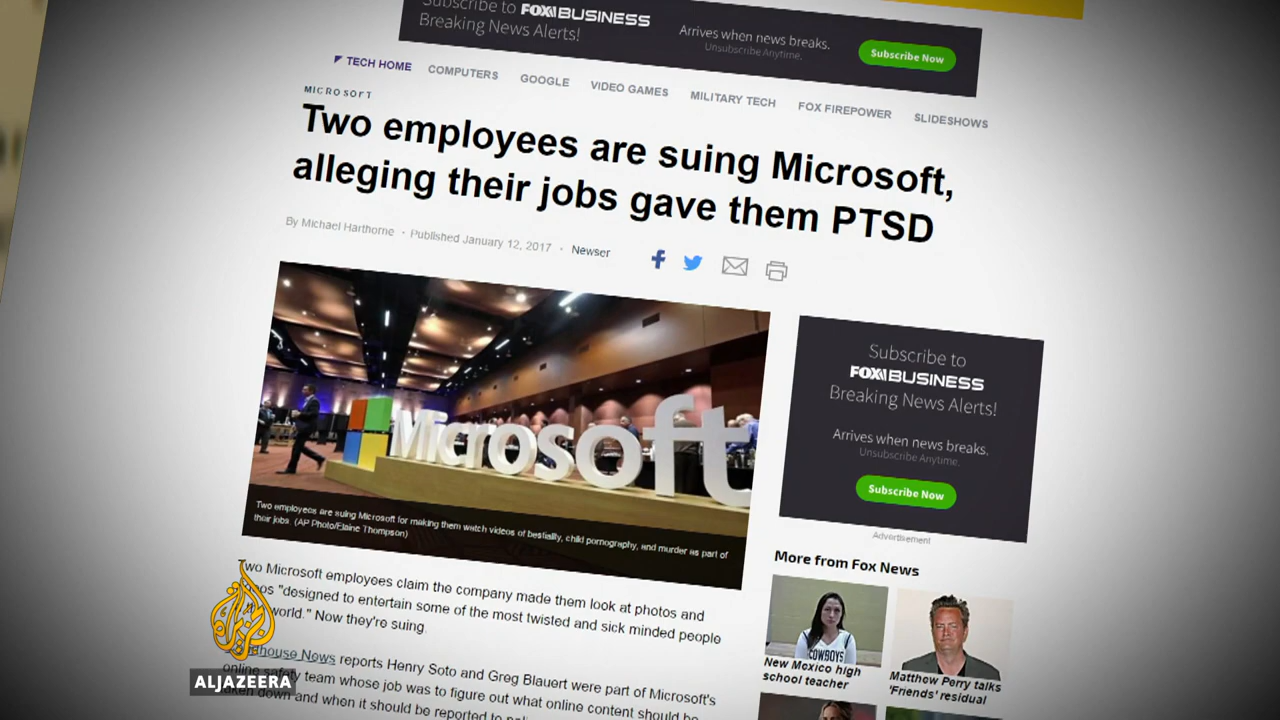 Subscribe to FOX BUSINESS
Breaking News Alerts!
Arrives when news breaks.
Unsubscribe Anytime.
Subscribe Now
TECH HOME COMPUTERS GOOGLE VIDEO GAMES MILITARY TECH FOX FIREPOWER SLIDESHOWS
MICROSOFT
Two employees are suing Microsoft,
alleging their jobs gave them PTSD
By Michael Harthorne · Published January 12, 2017 · Newser
Microsoft
Two employees are suing Microsoft for making them watch videos of bestiality, child pornography, and murder as part of
their jobs. (AP Photo/Elaine Thompson)
Two Microsoft employees claim the company made them look at photos and
"designed to entertain some of the most twisted and sick minded people
world." Now they're suing.
News reports Henry Soto and Greg Blauert were part of Microsoft's
online safety team whose job was to figure out what online content should be
taken down and when it should be reported to
Subscribe to
FOX BUSINESS
Breaking News Alerts!
Arrives when news breaks.
Unsubscribe Anytime.
Subscribe Now
Advertisement
More from Fox News
COWBOYS
New Mexico high
school teacher
Matthew Perry talks
'Friends' residual
ALJAZEERA